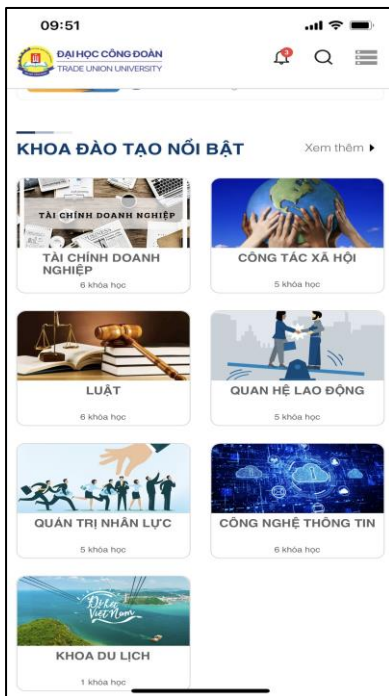 09:51
ĐẠI HỌC CÔNG ĐOÀN
TRADE UNION UNIVERSITY
3
KHOA ĐÀO TẠO NỔI BẬT
Xem thêm
TÀI CHÍNH DOANH NGHIỆP
TÀI CHÍNH DOANH
NGHIỆP
6 khóa học
CÔNG TÁC XÃ HỘI
5 khóa học
LUẬT
6 khóa học
QUAN HỆ LAO ĐỘNG
5 khóa học
QUẢN TRỊ NHÂN LỰC
5 khóa học
CÔNG NGHỆ THÔNG TIN
6 khóa học
Việt Nam
KHOA DU LỊCH
1 khóa học